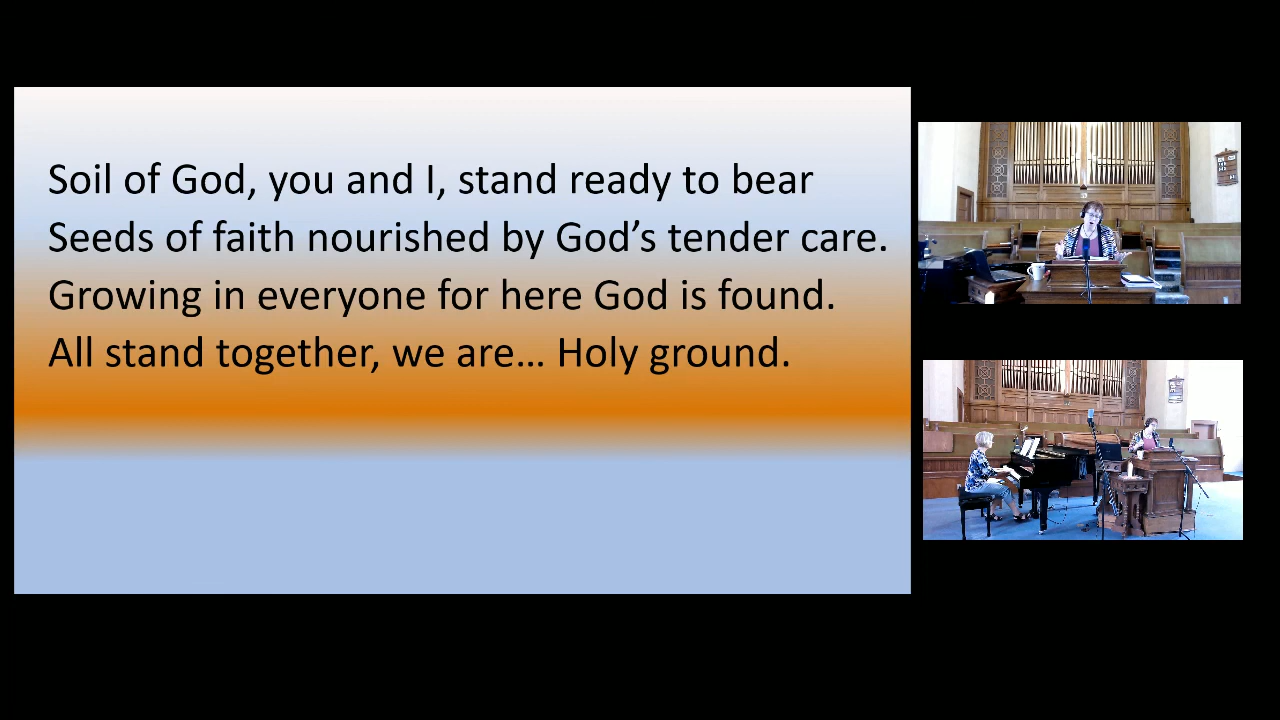 Soil of God, you and I, stand ready to bear
Seeds of faith nourished by God’s tender care.
Growing in everyone for here God is found.
All stand together, we are… Holy ground.